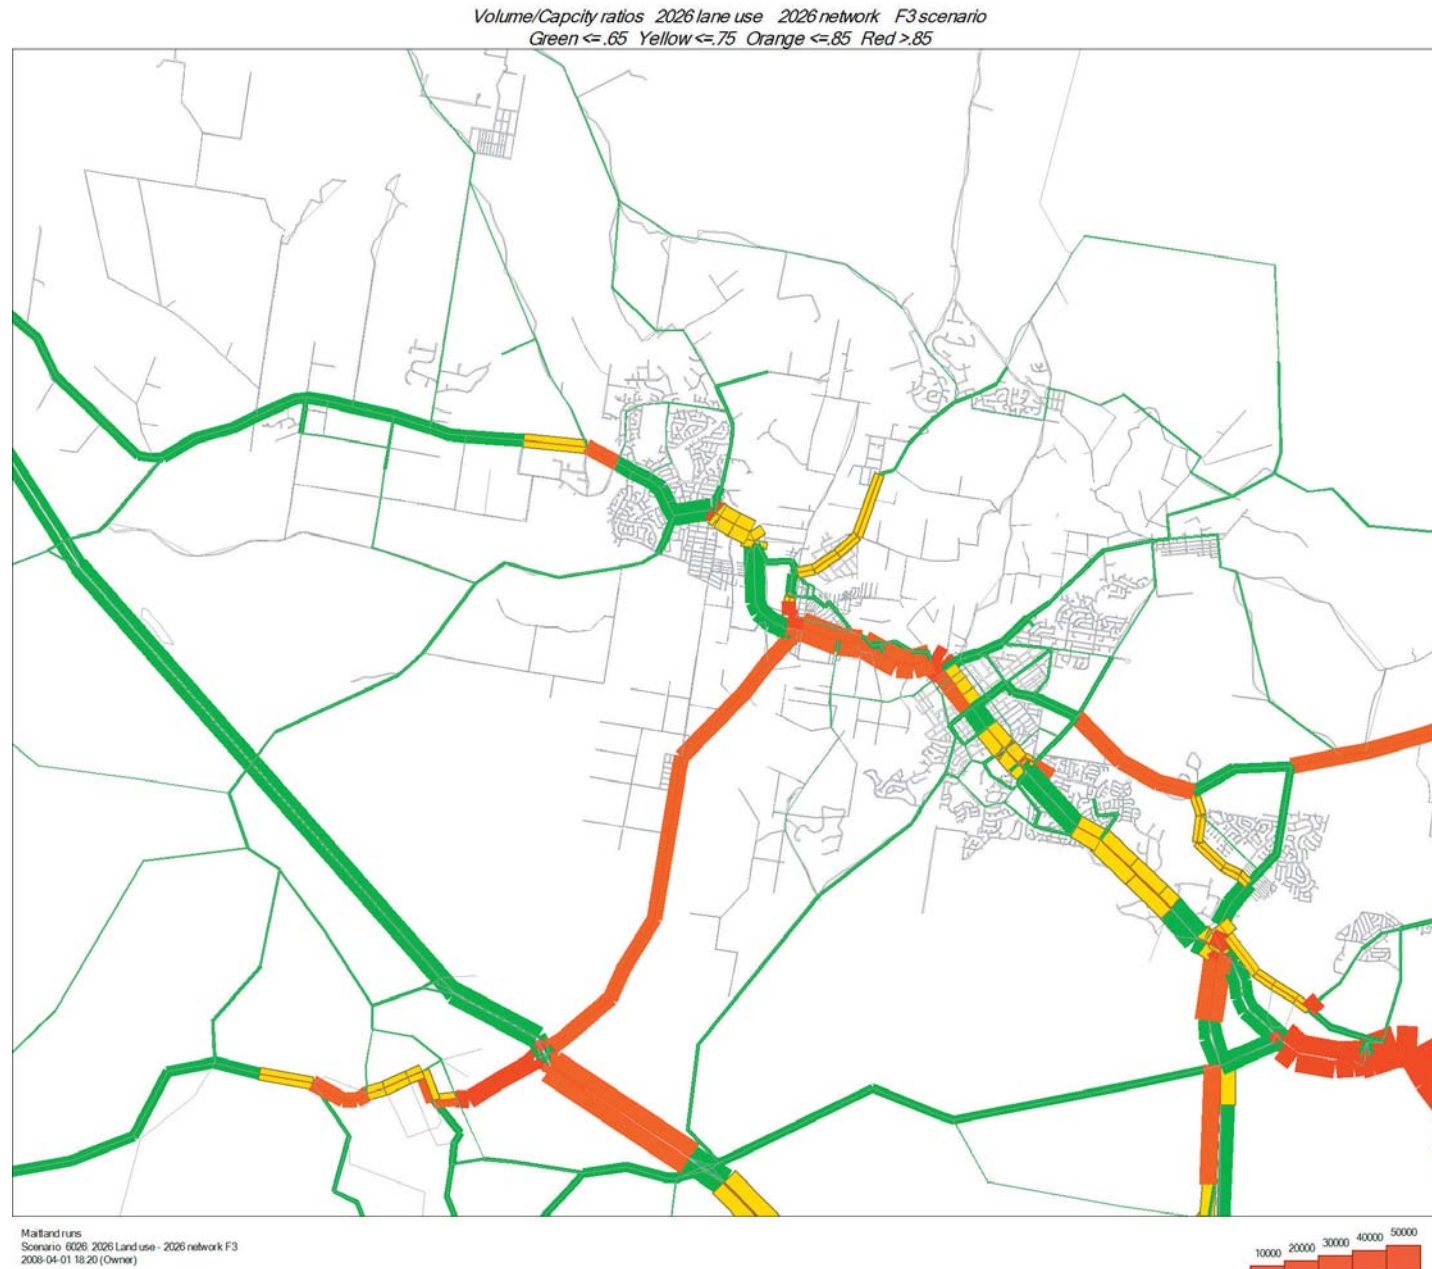 Volume/Capcity ratios 2026 lane use 2026 network F3 scenario
Green <= .65 Yellow <=.75 Orange <=.85 Red >.85
Maitland runs
Scenario 6026: 2026 Land use - 2026 network F3
2008-04-01 18:20 (Owner)
10000 20000 30000 40000 50000